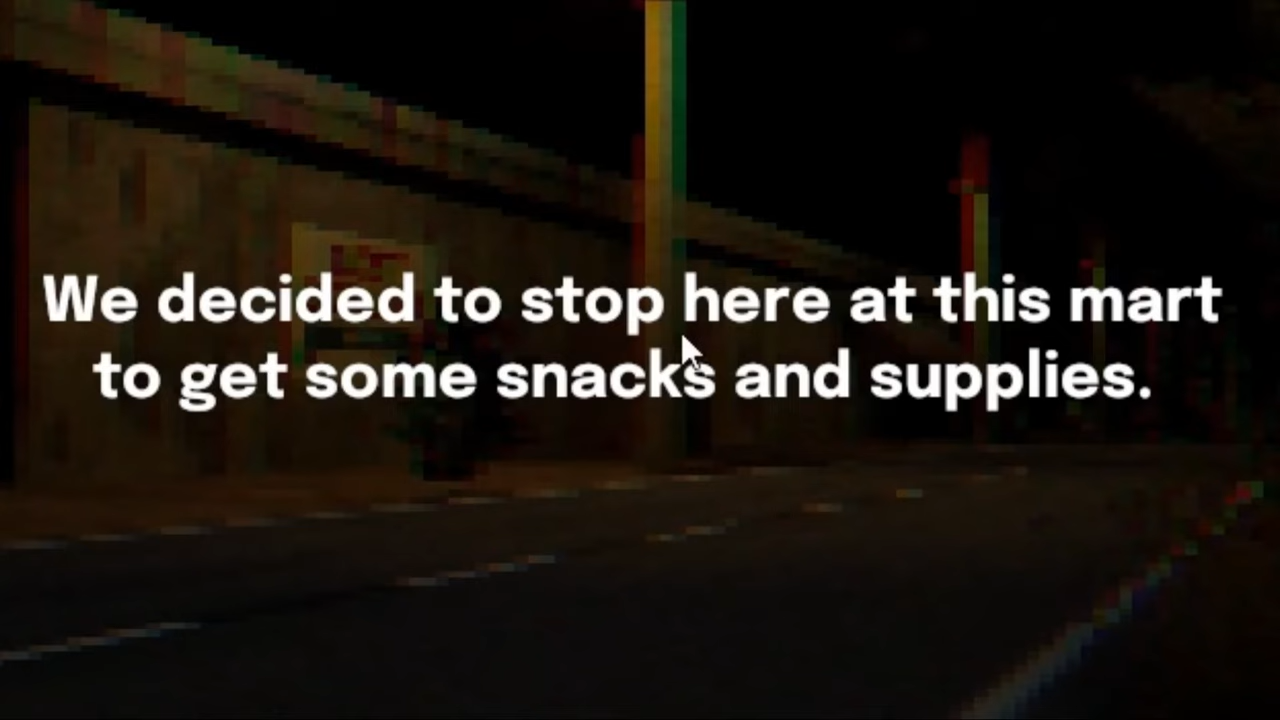 We decided to stop here at this mart
to get some snacks and supplies.